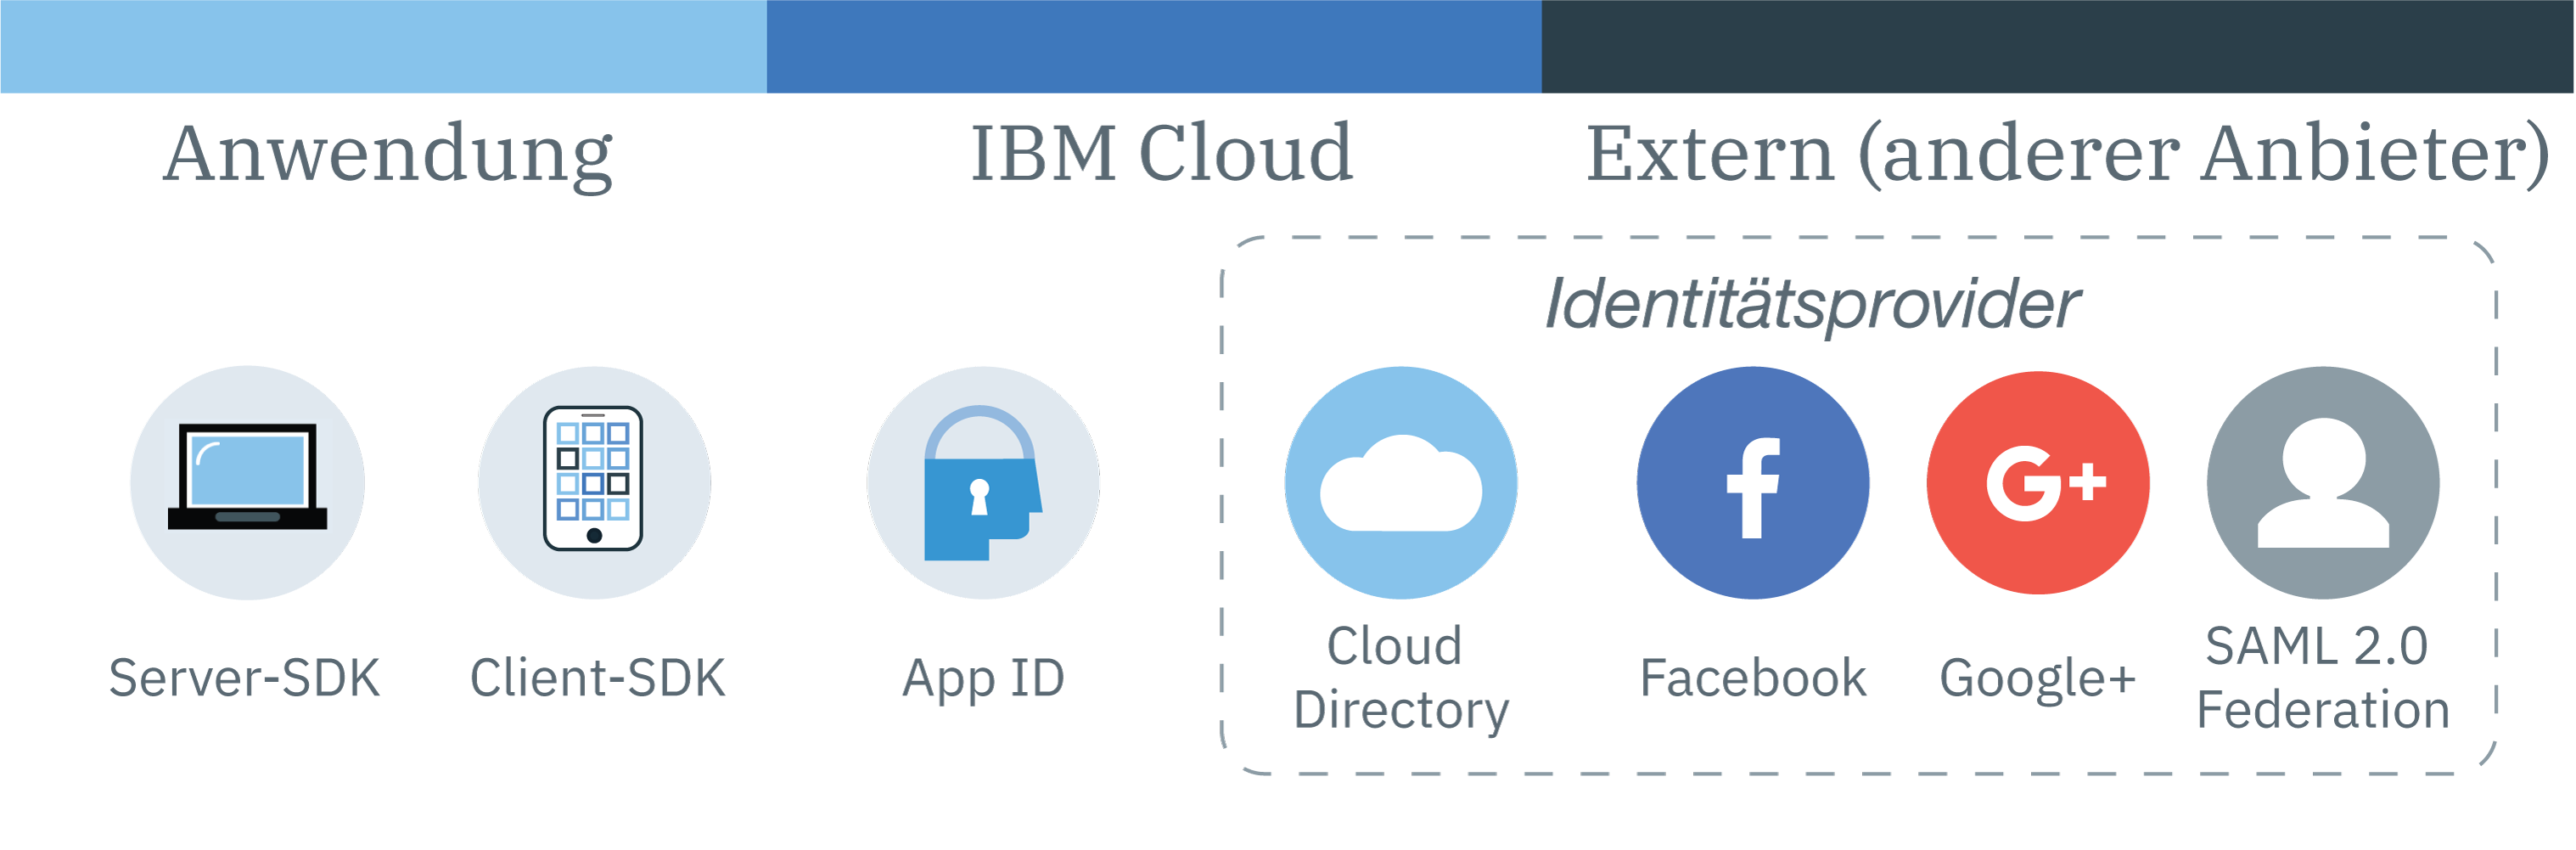 Anwendung
IBM Cloud
Extern (anderer Anbieter)
Identitätsprovider
Server-SDK
Client-SDK
App ID
Cloud
Directory
Facebook
G+
Google+
SAML 2.0
Federation